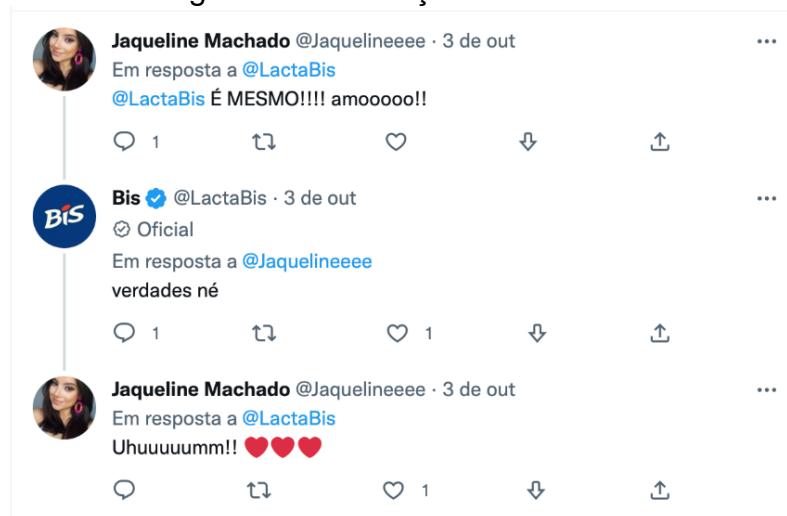 Jaqueline Machado @Jaquelineeee · 3 de out
Em resposta a @LactaBis
@LactaBis É MESMO!!!! amooooo!!
1
Bis @LactaBis · 3 de out
BIS
Oficial
Em resposta a @Jaquelineeee
verdades né
1 1
Jaqueline Machado @Jaquelineeee · 3 de out
Em resposta a @LactaBis
Uhuuuuumm!! ❤️❤️❤️
1